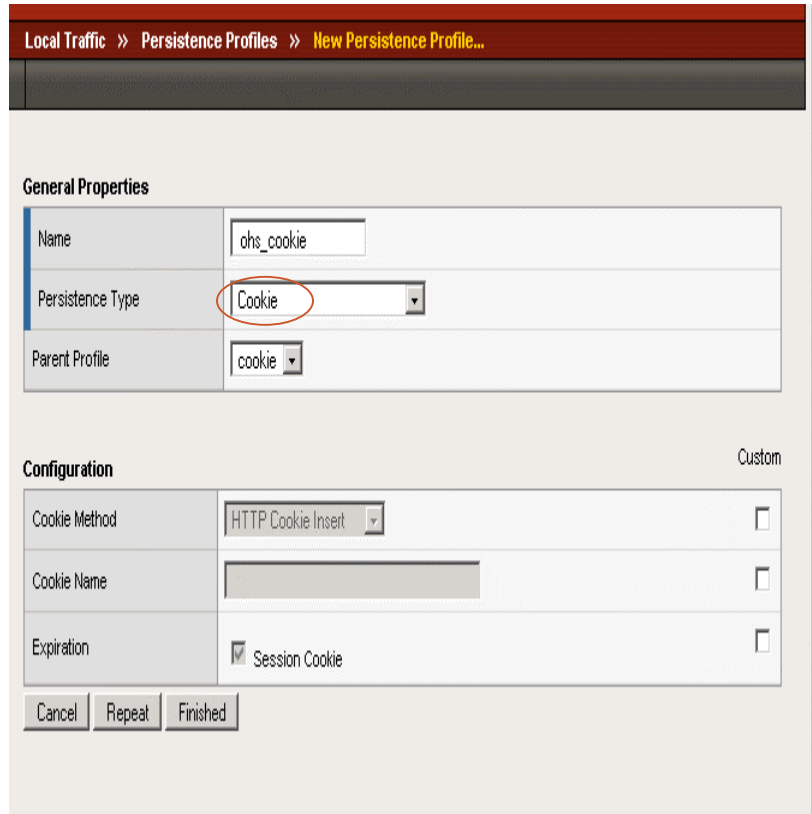 Local Traffic » Persistence Profiles » New Persistence Profile...
General Properties
Name ohs_cookie
Persistence Type Cookie
Parent Profile cookie
Configuration Custom
Cookie Method HTTP Cookie Insert
Cookie Name
Expiration Session Cookie
Cancel Repeat Finished